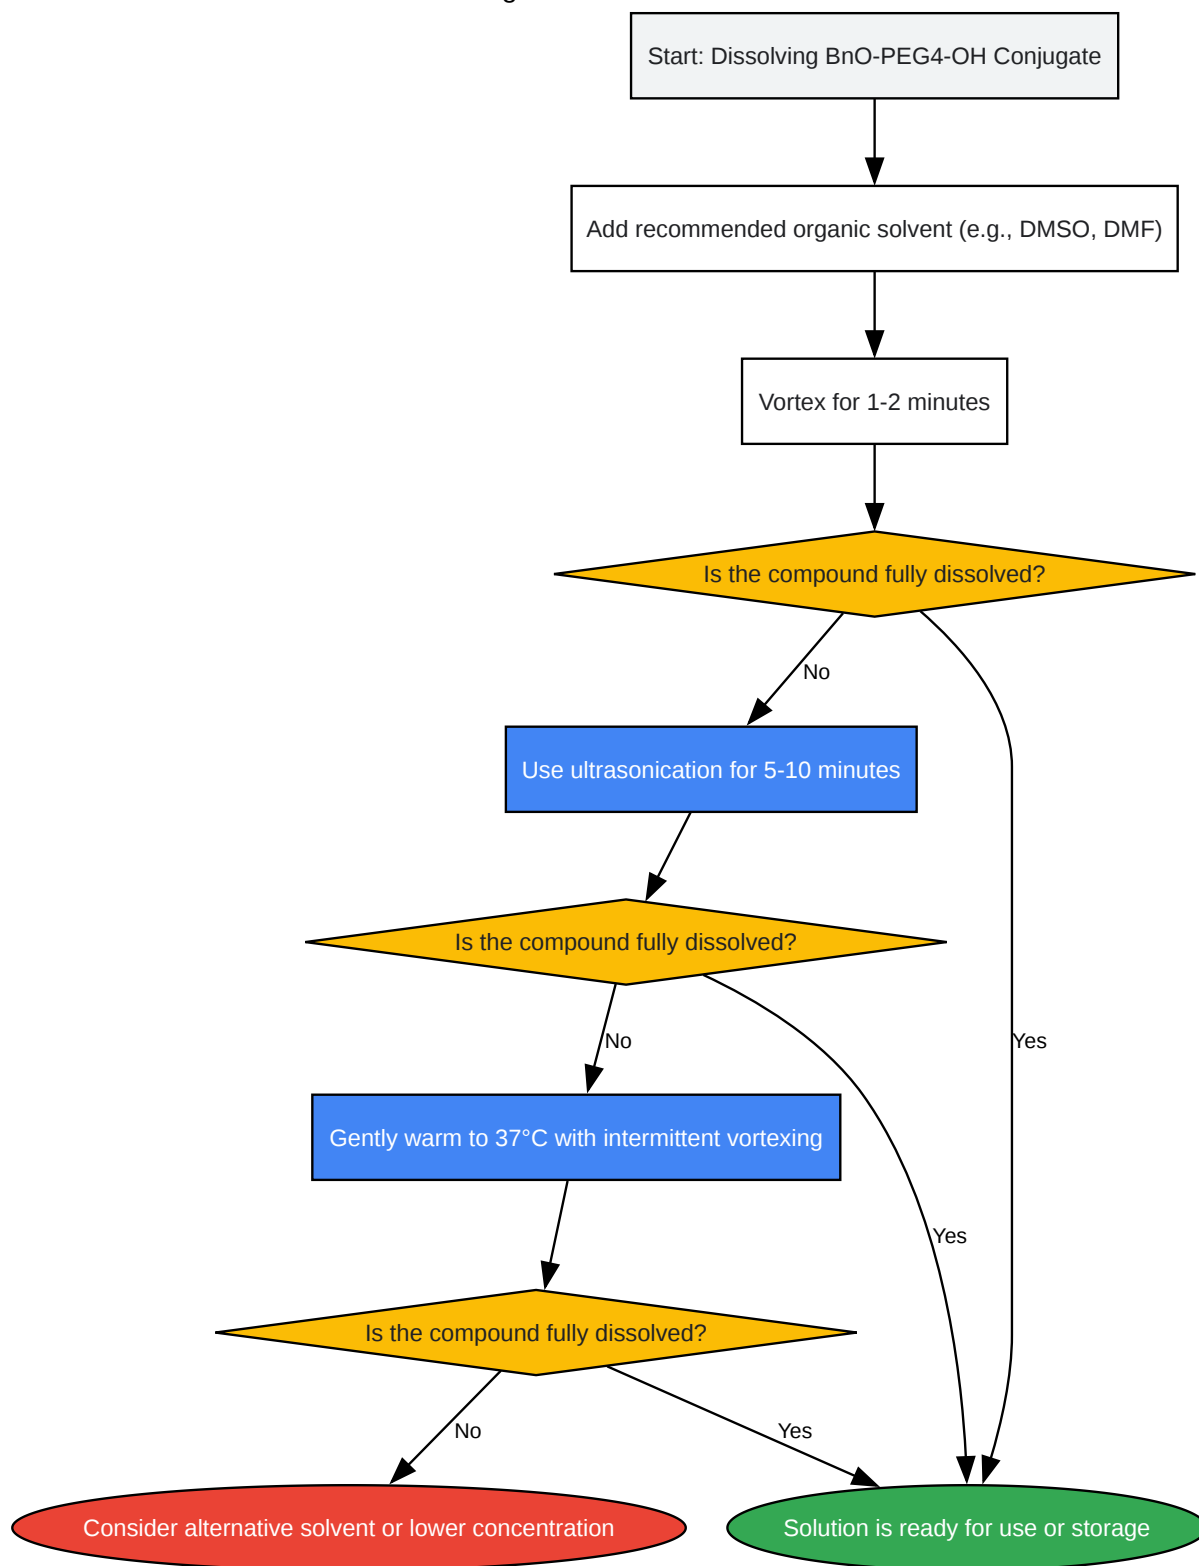 Start: Dissolving BnO-PEG4-OH Conjugate
Add recommended organic solvent (e.g., DMSO, DMF)
Vortex for 1-2 minutes
Is the compound fully dissolved?
No
Use ultrasonication for 5-10 minutes
Is the compound fully dissolved?
No
Yes
Gently warm to 37°C with intermittent vortexing
Yes
Is the compound fully dissolved?
No
Yes
Consider alternative solvent or lower concentration
Solution is ready for use or storage